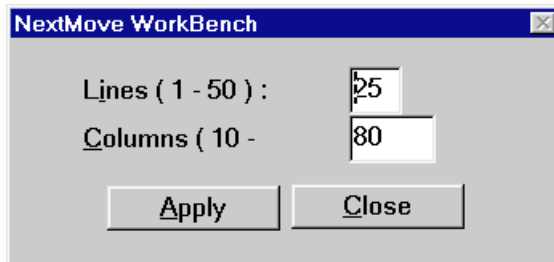 NextMove WorkBench
Lines ( 1 - 50 ) : 25
Columns ( 10 - 80
Apply Close